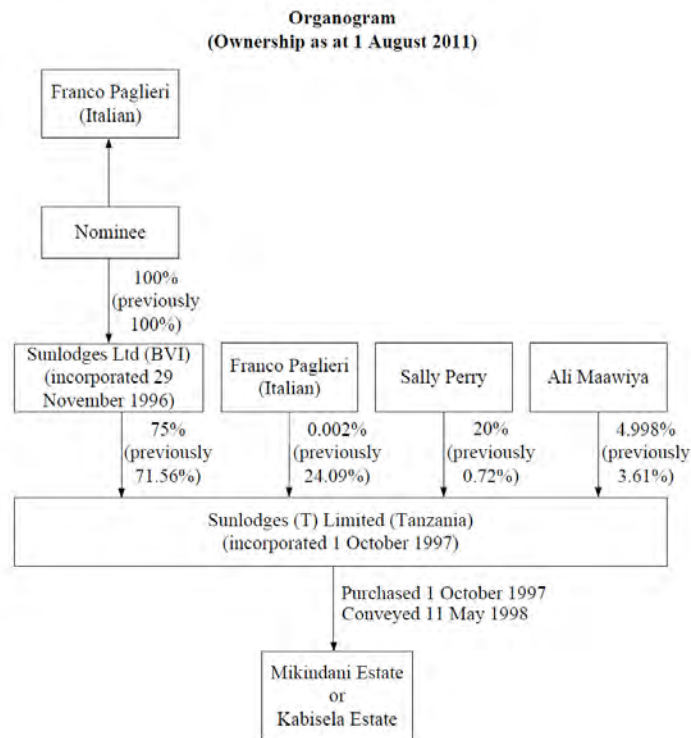 Organogram
(Ownership as at 1 August 2011)
Franco Paglieri
(Italian)
Nominee
100%
(previously
100%)
Sunlodges Ltd (BVI)
(incorporated 29
November 1996)
Franco Paglieri
(Italian)
Sally Perry
Ali Maawiya
75%
(previously
71.56%)
0.002%
(previously
24.09%)
20%
(previously
0.72%)
4.998%
(previously
3.61%)
Sunlodges (T) Limited (Tanzania)
(incorporated 1 October 1997)
Purchased 1 October 1997
Conveyed 11 May 1998
Mikindani Estate
or
Kabisela Estate